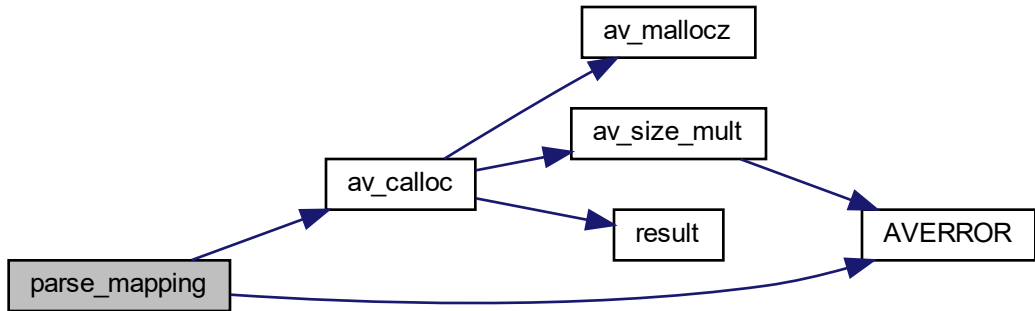 av_mallocz
av_size_mult
av_calloc
result
AVERROR
parse_mapping